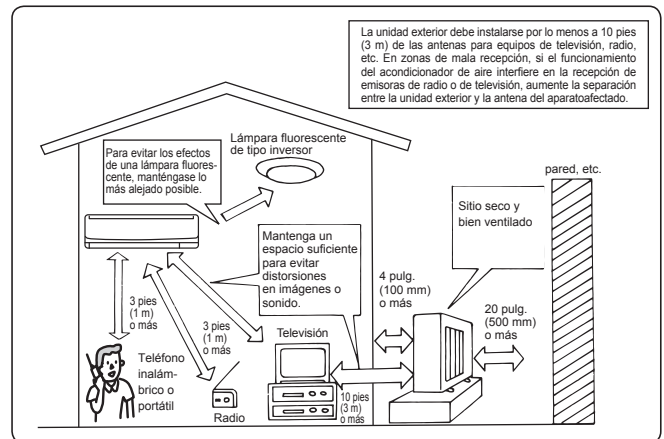 La unidad exterior debe instalarse por lo menos a 10 pies
(3 m) de las antenas para equipos de televisión, radio,
etc. En zonas de mala recepción, si el funcionamiento
del acondicionador de aire interfiere en la recepción de
emisoras de radio o de televisión, aumente la separación
entre la unidad exterior y la antena del aparatoafectado.
Lámpara fluorescente
de tipo inversor
Para evitar los efectos
de una lámpara fluores-
cente, manténgase lo
más alejado posible.
pared, etc.
Sitio seco y
bien ventilado
Mantenga un
espacio suficiente
para evitar
distorsiones
en imágenes o
sonido.
4 pulg.
(100 mm)
o más
20 pulg.
(500 mm)
o más
3 pies
(1 m)
o más
3 pies
(1 m)
o más
Televisión
Teléfono
inalám-
brico o
portátil
Radio
10 pies
(3 m)
o más